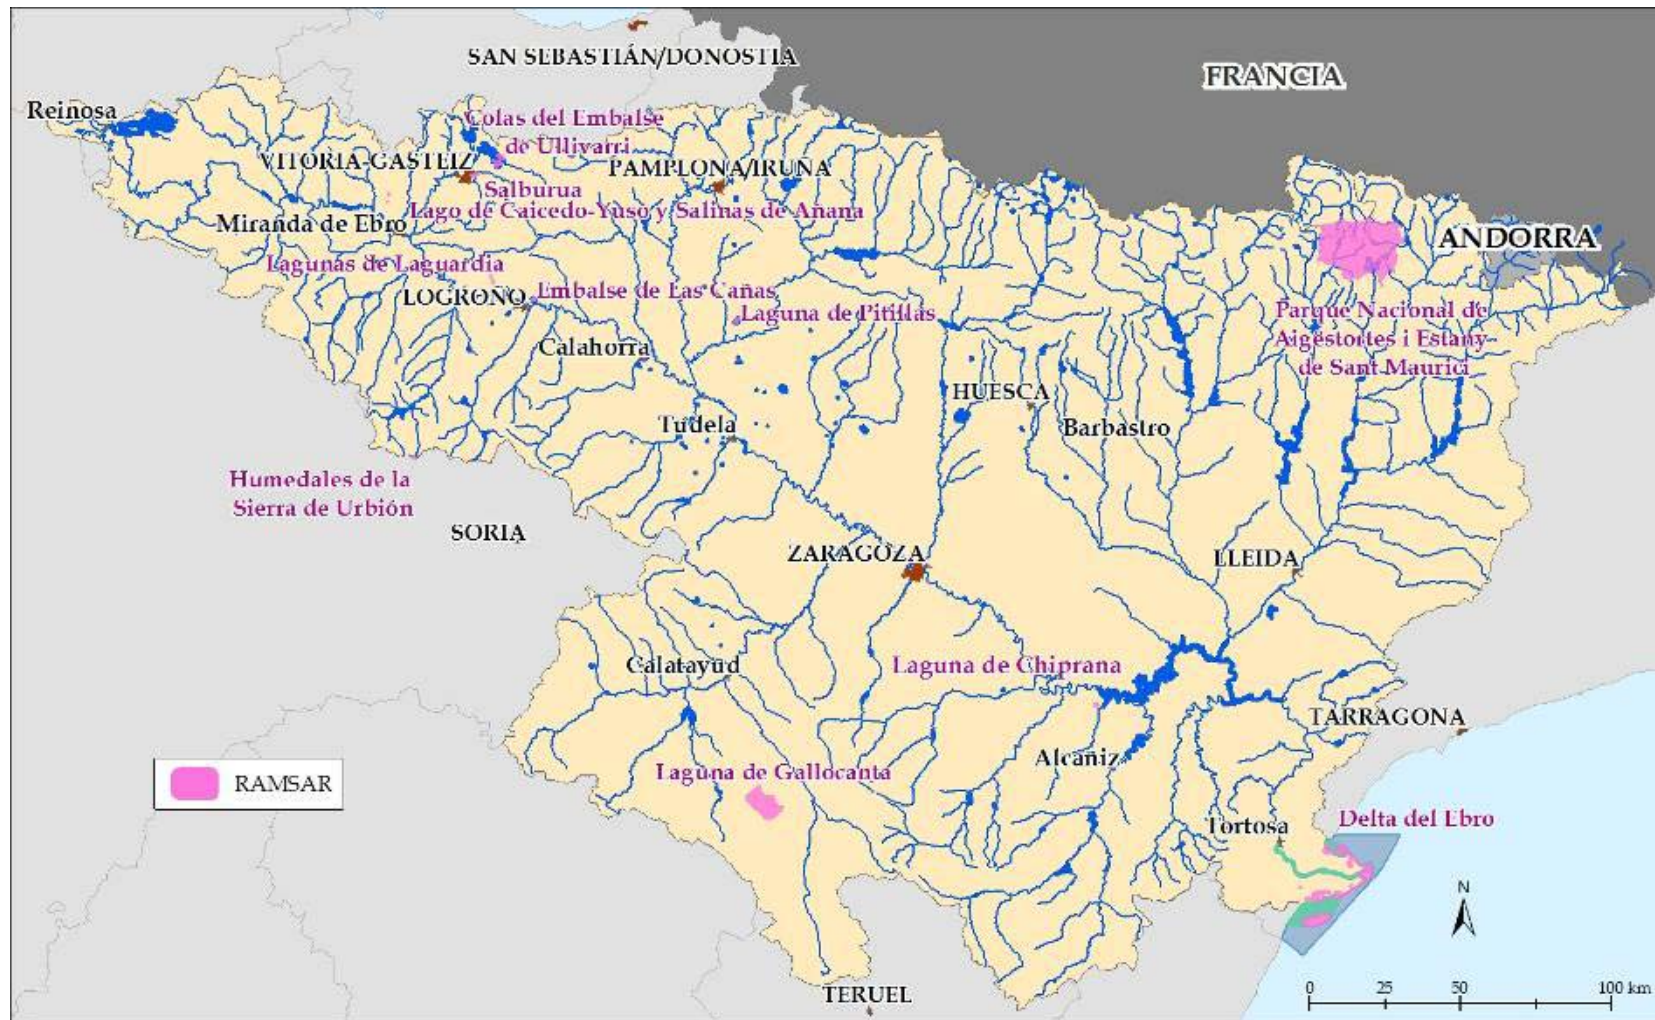 SAN SEBASTIÁN/DONOSTIA
FRANCIA
Reinosa
Colas del Embalse
de Ullivarri
VITORIA-GASTEIZ
PAMPLONA/IRUÑA
Salburua
Lago de Caicedo-Yuso y Salinas de Añana
Miranda de Ebro
ANDORRA
Lagunas de Laguardia
LOGROÑO
Embalse de Las Cañas
Laguna de Pitillas
Parque Nacional de
Aigëstortes i Estany
de Sant Maurici
Calahorra
HUESCA
Tudela
Barbastro
Humedales de la
Sierra de Urbión
SORIA
ZARAGOZA
LLEIDA
Calatayud
Laguna de Chiprana
TARRAGONA
Alcañiz
Laguna de Gallocanta
RAMSAR
Tortosa
Delta del Ebro
N
0 25 50 100 km
TERUEL